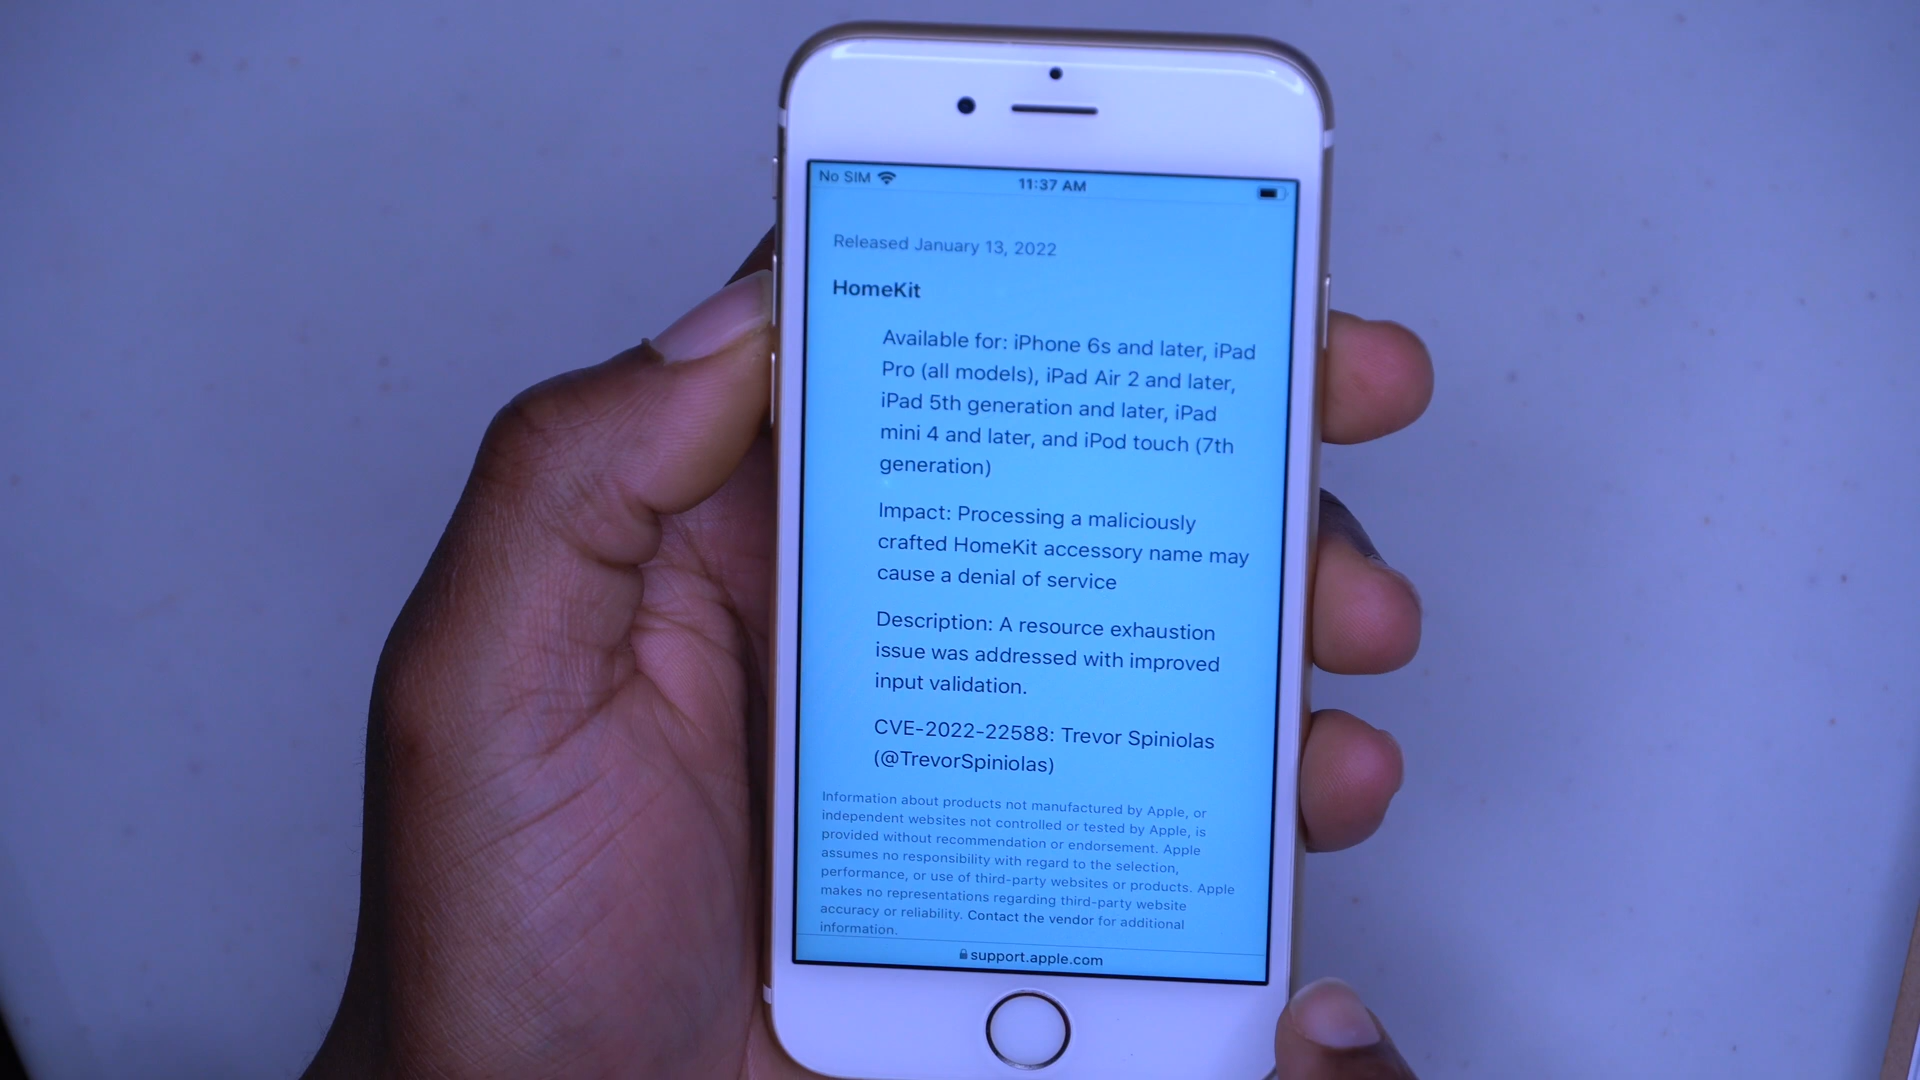 No SIM
11:37 AM
Released January 13, 2022
HomeKit
Available for: iPhone 6s and later, iPad
Pro (all models), iPad Air 2 and later,
iPad 5th generation and later, iPad
mini 4 and later, and iPod touch (7th
generation)
Impact: Processing a maliciously
crafted HomeKit accessory name may
cause a denial of service
Description: A resource exhaustion
issue was addressed with improved
input validation.
CVE-2022-22588: Trevor Spiniolas
(@TrevorSpiniolas)
Information about products not manufactured by Apple, or
independent websites not controlled or tested by Apple, is
provided without recommendation or endorsement. Apple
assumes no responsibility with regard to the selection,
performance, or use of third-party websites or products. Apple
makes no representations regarding third-party website
accuracy or reliability. Contact the vendor for additional
information.
support.apple.com